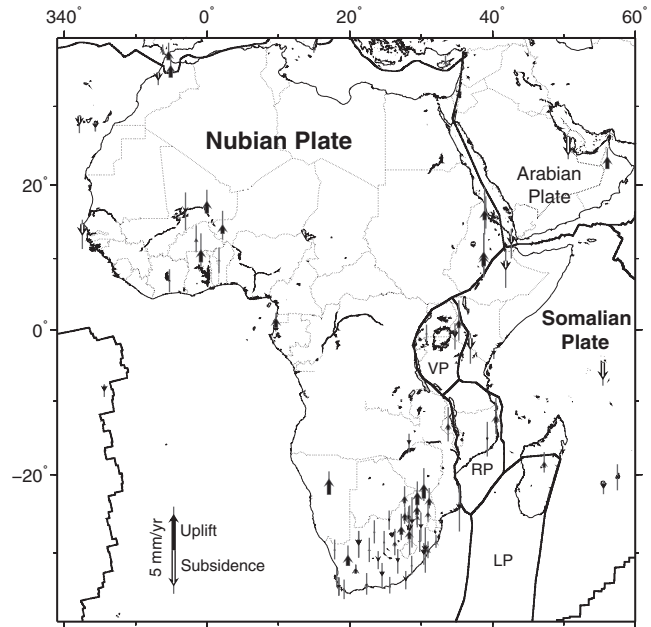 330° 0° 20° 40° 60°
Nubian Plate
Arabian
Plate
20°
0°
Somalian
Plate
VP
RP
−20°
5 mm/yr
Uplift
Subsidence
LP